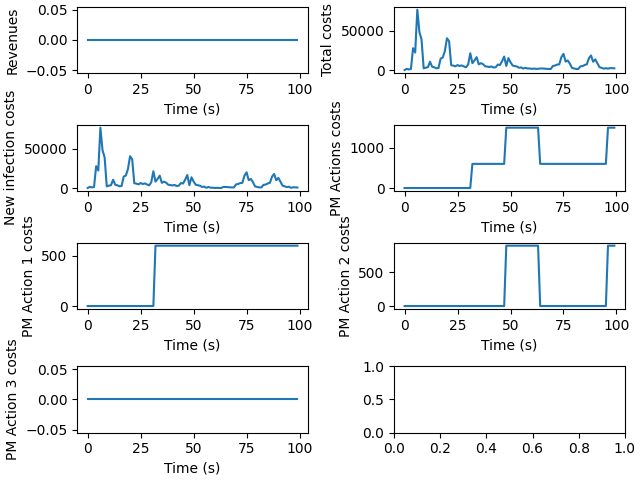 Revenues
0.05
0.00
−0.05
0 25 50 75 100
Time (s)
Total costs
50000
0
0 25 50 75 100
Time (s)
New infection costs
50000
0
0 25 50 75 100
Time (s)
PM Actions costs
1000
0
0 25 50 75 100
Time (s)
PM Action 1 costs
500
0
0 25 50 75 100
Time (s)
PM Action 2 costs
500
0
0 25 50 75 100
Time (s)
PM Action 3 costs
0.05
0.00
−0.05
0 25 50 75 100
Time (s)
1.0
0.5
0.0
0.0 0.2 0.4 0.6 0.8 1.0